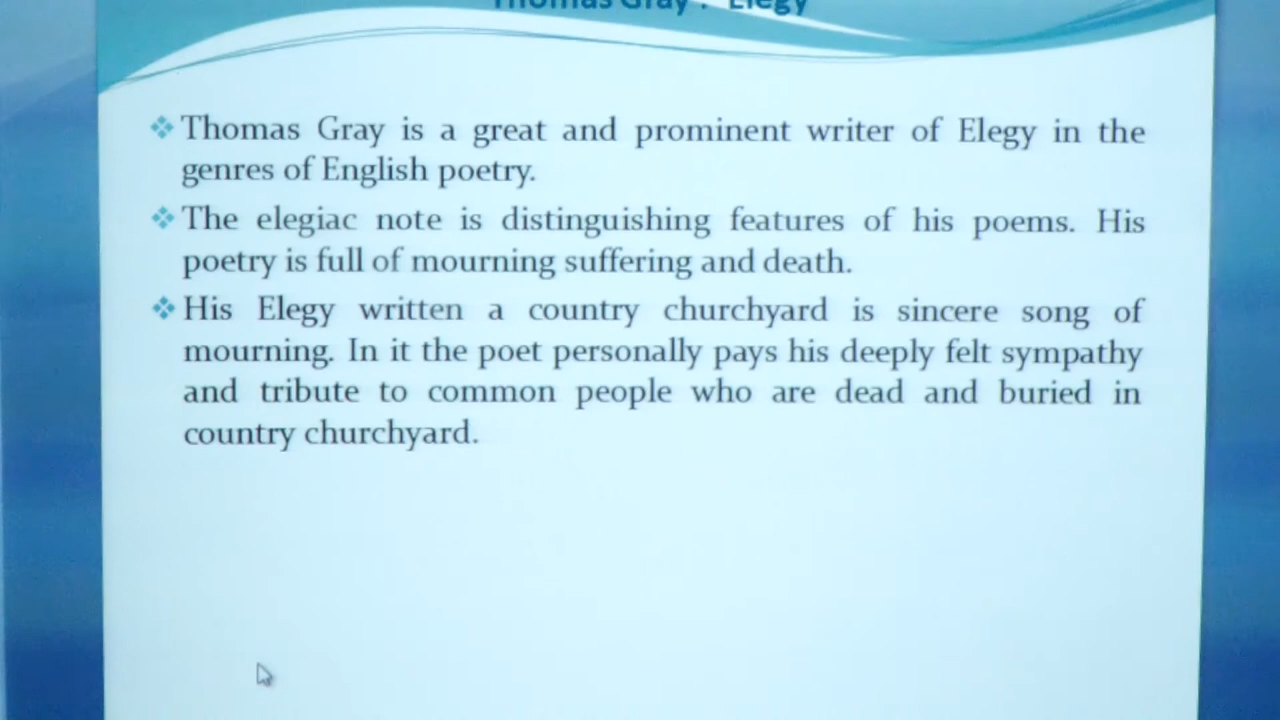 Thomas Gray : Elegy
Thomas Gray is a great and prominent writer of Elegy in the
genres of English poetry.
The elegiac note is distinguishing features of his poems. His
poetry is full of mourning suffering and death.
His Elegy written a country churchyard is sincere song of
mourning. In it the poet personally pays his deeply felt sympathy
and tribute to common people who are dead and buried in
country churchyard.